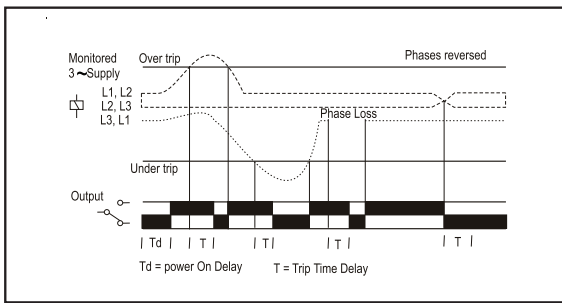 Monitored
3 ~ Supply
Over trip
Phases reversed
L1, L2
L2, L3
L3, L1
Phase Loss
Under trip
Output
Td
T
T
T
T
Td = power On Delay
T = Trip Time Delay